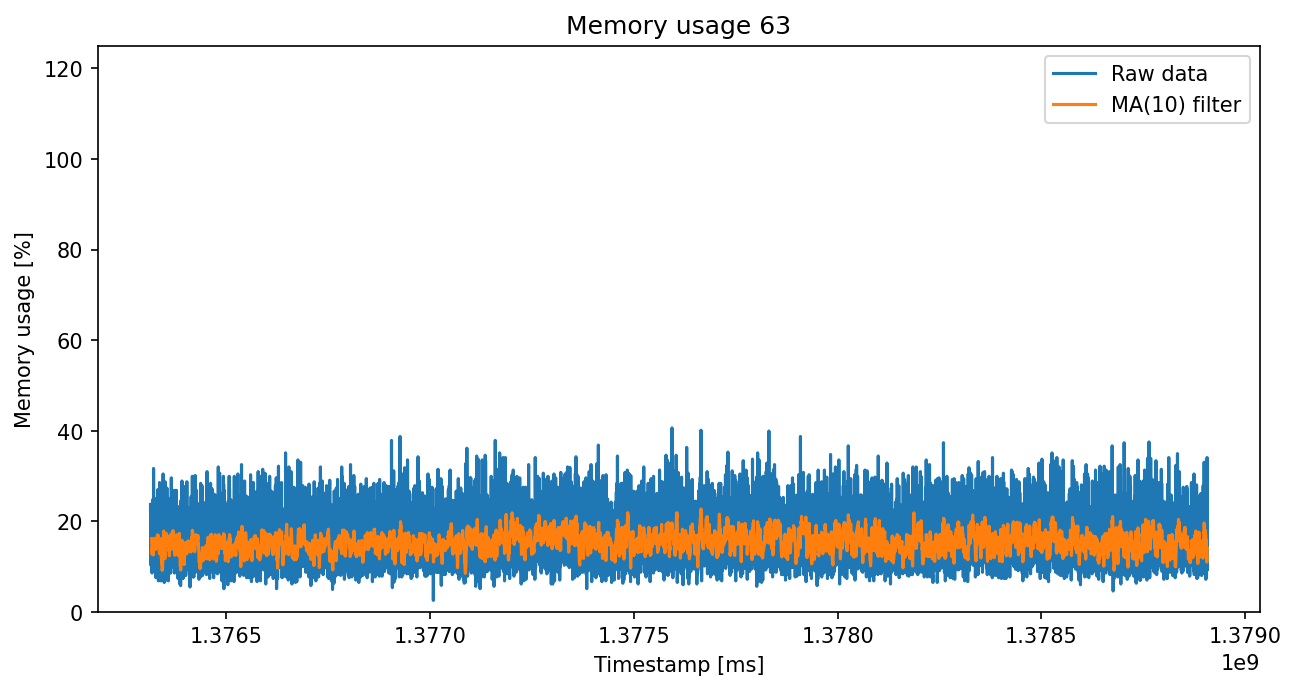 Memory usage 63
Raw data
MA(10) filter
Memory usage [%]
120
100
80
60
40
20
0
1.3765 1.3770 1.3775 1.3780 1.3785 1.3790
1e9
Timestamp [ms]